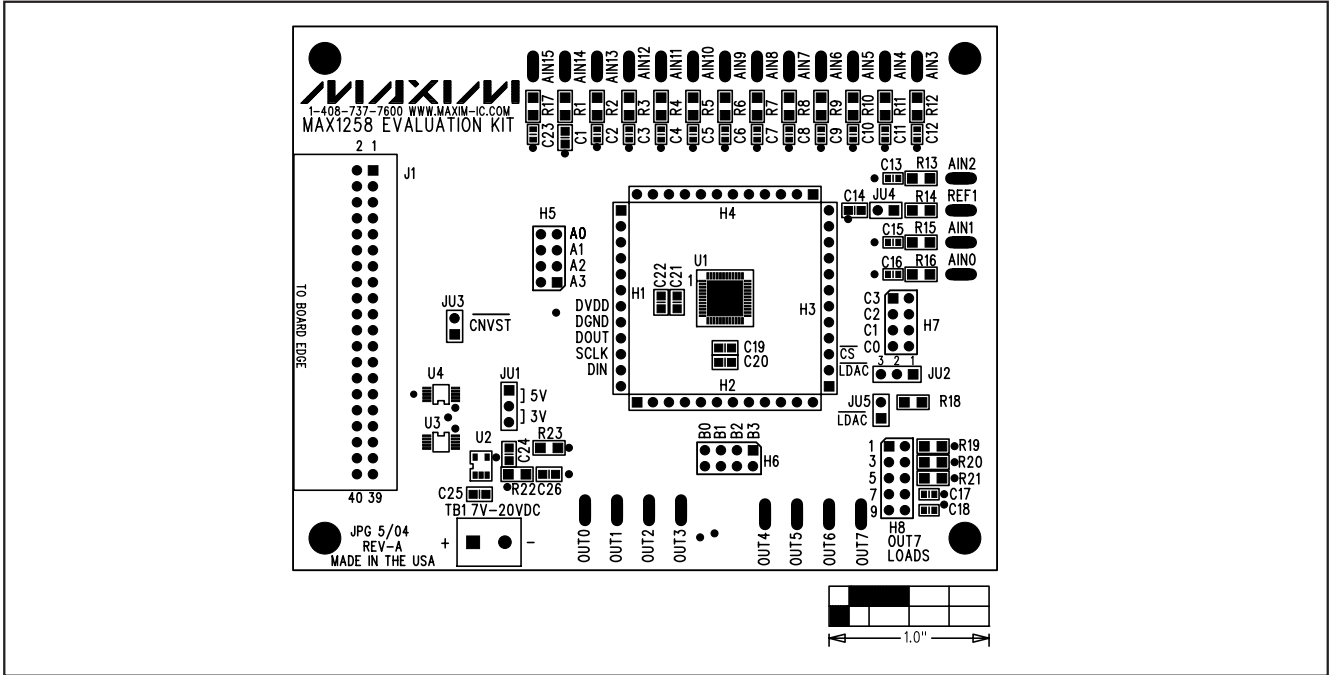 AIN15 AIN14 AIN13 AIN12 AIN11 AIN10 AIN9 AIN8 AIN7 AIN6 AIN5 AIN4 AIN3
MAXIM
1-408-737-7600 WWW.MAXIM-IC.COM
MAX1258 EVALUATION KIT
R17 R1 R2 R3 R4 R5 R6 R7 R8 R9 R10 R11 R12
C23 C1 C2 C3 C4 C5 C6 C7 C8 C9 C10 C11 C12
2 1
J1
C13 R13 AIN2
C14 JU4 R14 REF1
C15 R15 AIN1
C16 R16 AIN0
H5
A0
A1
A2
A3
H4
U1
1
C22 C21
H1
H3
DVDD
DGND
DOUT
SCLK
DIN
C19
C20
H2
TO BOARD EDGE
JU3
CNVST
C3
C2
C1
C0
H7
CS
LDAC
3 2 1
JU2
JU5
LDAC
R18
U4
U3
JU1
5V
3V
U2
C24
R23
R22
C26
C25
B0 B1 B2 B3
H6
1
3
5
7
9
R19
R20
R21
C17
C18
H8
OUT7
LOADS
40 39
TB1 7V-20VDC
+ -
JPG 5/04
REV-A
MADE IN THE USA
OUT0 OUT1 OUT2 OUT3 OUT4 OUT5 OUT6 OUT7
1.0"